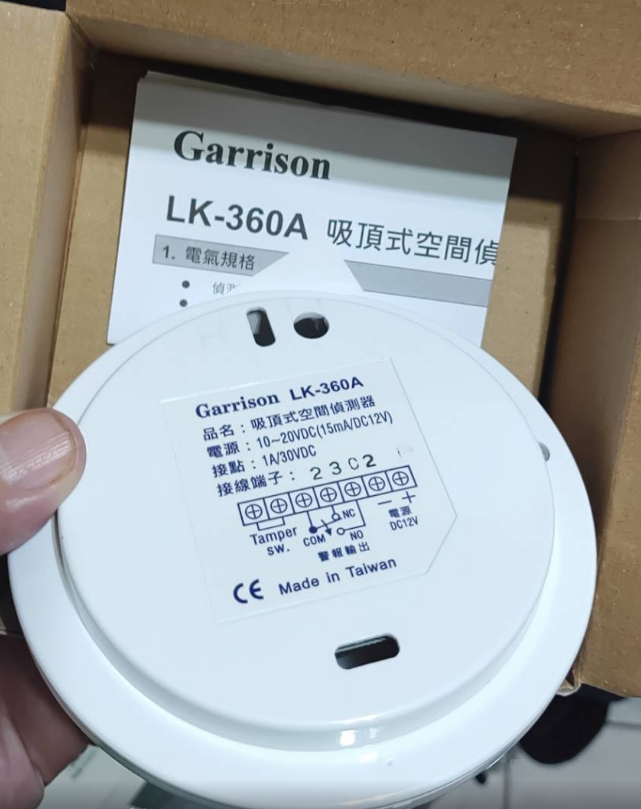 Garrison
LK-360A 吸頂式空間偵
1. 電氣規格
Garrison LK-360A
品名：吸頂式空間偵測器
電源：10~20VDC(15mA/DC12V)
接點：1A/30VDC
接線端子： 23C2
NC
Tamper sw.
COM
NO
警報輸出
− +
電源
DC12V
CE Made in Taiwan